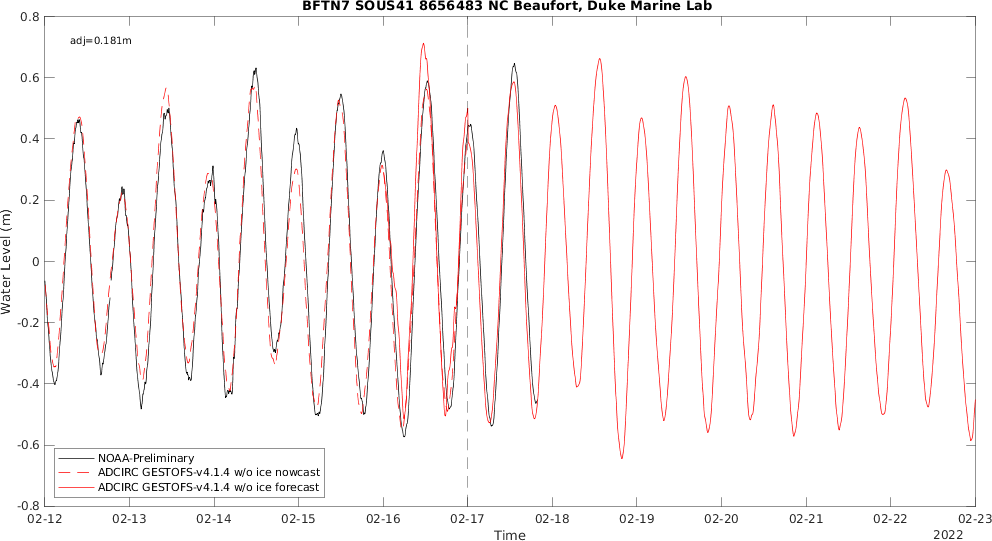 BFTN7 SOUS41 8656483 NC Beaufort, Duke Marine Lab
adj=0.181m
0.8
0.6
0.4
0.2
0
-0.2
-0.4
-0.6
-0.8
Water Level (m)
NOAA-Preliminary
ADCIRC GESTOFS-v4.1.4 w/o ice nowcast
ADCIRC GESTOFS-v4.1.4 w/o ice forecast
02-12 02-13 02-14 02-15 02-16 02-17 02-18 02-19 02-20 02-21 02-22 02-23
Time
2022